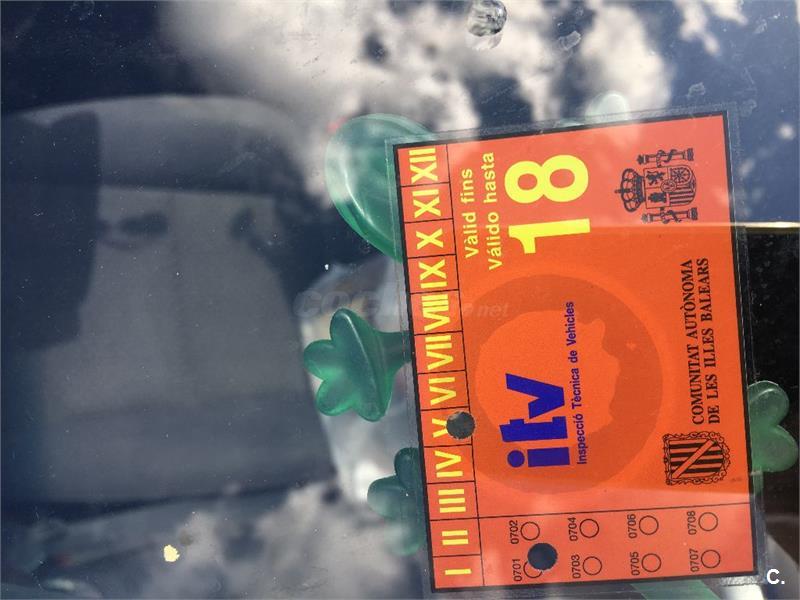 I II III IV V VI VII VIII IX X XI XII
Vàlid fins
Válido hasta
18
itv
Inspecció Tècnica de Vehicles
COMUNITAT AUTÒNOMA
DE LES ILLES BALEARS
0701 0702
0703 0704
0705 0706
0707 0708
C.